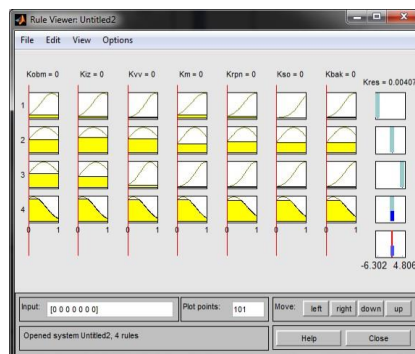 Rule Viewer: Untitled2
File Edit View Options
Kobm = 0 Kiz = 0 Kvv = 0 Km = 0 Krpn = 0 Kso = 0 Kbak = 0 Kres = 0.00407
1
2
3
4
0 1 0 1 0 1 0 1 0 1 0 1 0 1
-6.302 4.806
Input: [0 0 0 0 0 0 0] Plot points: 101 Move: left right down up
Opened system Untitled2, 4 rules Help Close